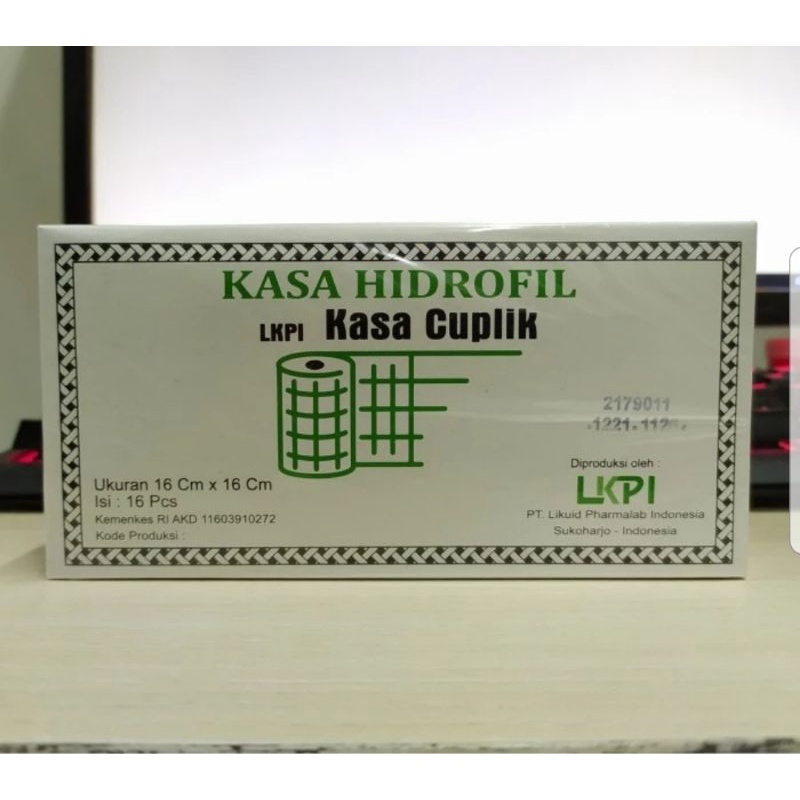 KASA HIDROFIL
LKPI Kasa Cuplik
2179011
Ukuran 16 Cm x 16 Cm
Isi : 16 Pcs
Kemenkes RI AKD 11603910272
Kode Produksi :
Diproduksi oleh :
LKPI
PT. Likuid Pharmalab Indonesia
Sukoharjo - Indonesia